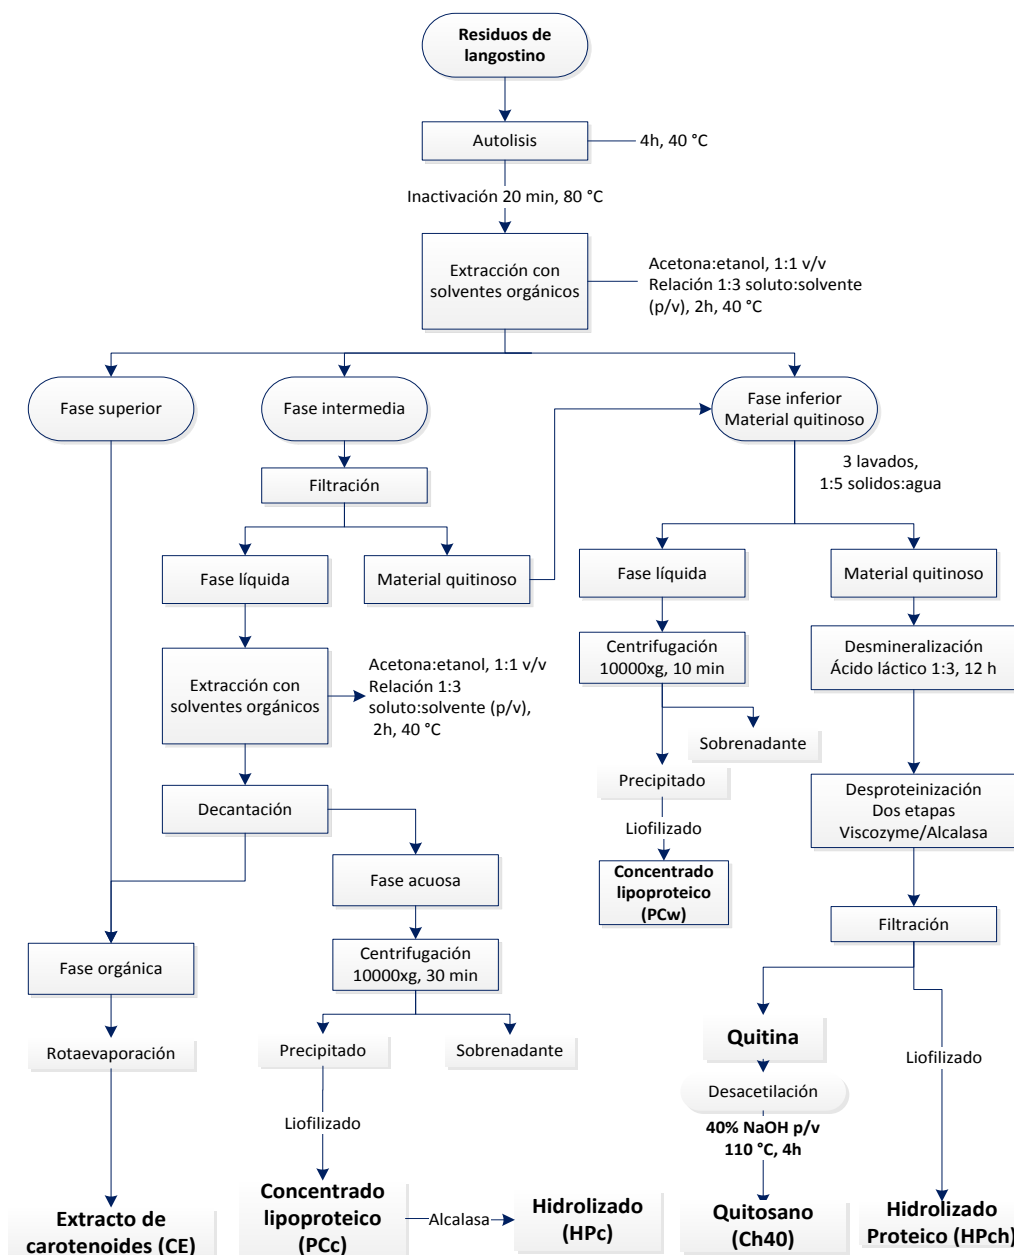 Residuos de
langostino
Autolisis
4h, 40 °C
Inactivación 20 min, 80 °C
Extracción con
solventes orgánicos
Acetona:etanol, 1:1 v/v
Relación 1:3 soluto:solvente
(p/v), 2h, 40 °C
Fase superior
Fase intermedia
Fase inferior
Material quitinoso
3 lavados,
1:5 solidos:agua
Filtración
Fase líquida
Material quitinoso
Fase líquida
Material quitinoso
Centrifugación
10000xg, 10 min
Desmineralización
Ácido láctico 1:3, 12 h
Extracción con
solventes orgánicos
Acetona:etanol, 1:1 v/v
Relación 1:3
soluto:solvente (p/v),
2h, 40 °C
Sobrenadante
Precipitado
Desproteinización
Dos etapas
Viscozyme/Alcalasa
Decantación
Liofilizado
Concentrado
lipoproteico
(PCw)
Fase acuosa
Filtración
Fase orgánica
Centrifugación
10000xg, 30 min
Quitina
Rotaevaporación
Precipitado
Sobrenadante
Liofilizado
Desacetilación
40% NaOH p/v
110 °C, 4h
Liofilizado
Extracto de
carotenoides (CE)
Concentrado
lipoproteico
(PCc)
Alcalasa
Hidrolizado
(HPc)
Quitosano
(Ch40)
Hidrolizado
Proteico (HPch)